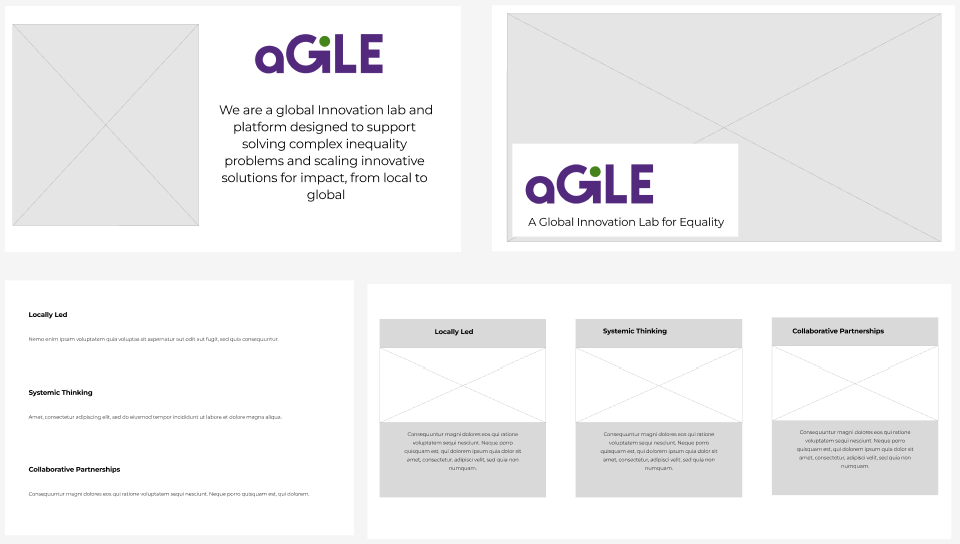 aGiLE
We are a global Innovation lab and
platform designed to support
solving complex inequality
problems and scaling innovative
solutions for impact, from local to
global
aGiLE
A Global Innovation Lab for Equality
Locally Led
Nemo enim ipsam voluptatem quia voluptas sit aspernatur aut odit aut fugit, sed quia consequuntur
Systemic Thinking
Amet, consectetur adipiscing elit, sed do eiusmod tempor incididunt ut labore et dolore magna aliqua.
Collaborative Partnerships
Consequuntur magni dolores eos qui ratione voluptatem sequi nesciunt. Neque porro quisquam est, qui dolorem.
Locally Led
Consequuntur magni dolores eos qui ratione
voluptatem sequi nesciunt. Neque porro
quisquam est, qui dolorem ipsum quia dolor sit
amet, consectetur, adipisci velit, sed quia non
numquam.
Systemic Thinking
Consequuntur magni dolores eos qui ratione
voluptatem sequi nesciunt. Neque porro
quisquam est, qui dolorem ipsum quia dolor sit
amet, consectetur, adipisci velit, sed quia non
numquam.
Collaborative Partnerships
Consequuntur magni dolores eos qui ratione
voluptatem sequi nesciunt. Neque porro
quisquam est, qui dolorem ipsum quia dolor sit
amet, consectetur, adipisci velit, sed quia non
numquam.